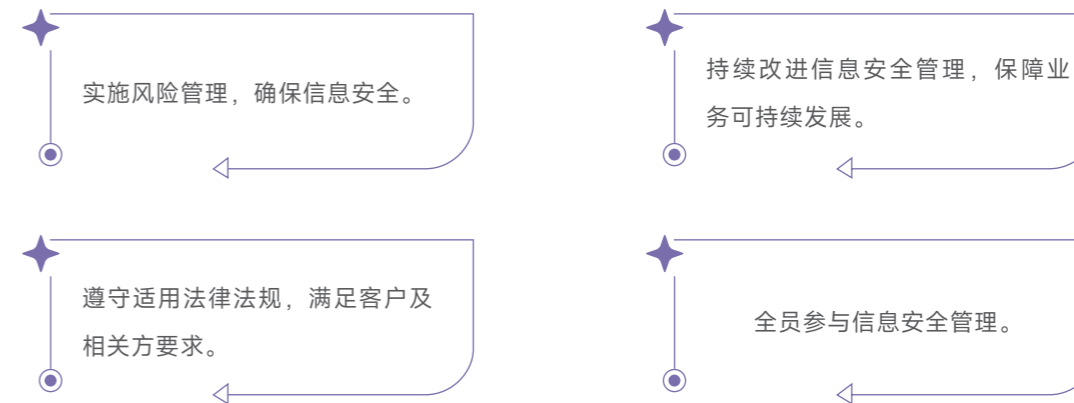 实施风险管理，确保信息安全。
持续改进信息安全管理，保障业
务可持续发展。
遵守适用法律法规，满足客户及
相关方要求。
全员参与信息安全管理。